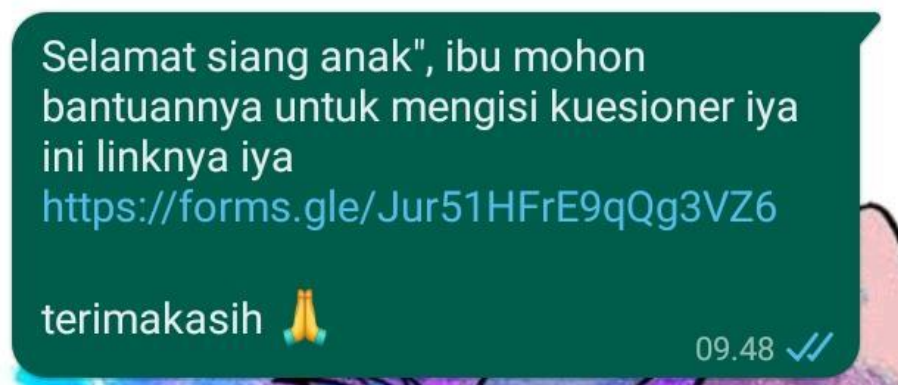 Selamat siang anak", ibu mohon
bantuannya untuk mengisi kuesioner iya
ini linknya iya
https://forms.gle/Jur51HFrE9qQg3VZ6
terimakasih 🙏
09.48